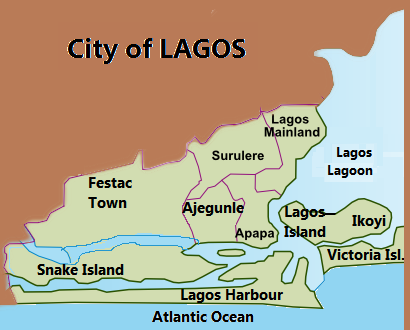 City of LAGOS
Lagos
Mainland
Surulere
Lagos
Lagoon
Festac
Town
Ajegunle
Lagos
Island
Ikoyi
Apapa
Victoria Isl.
Snake Island
Lagos Harbour
Atlantic Ocean